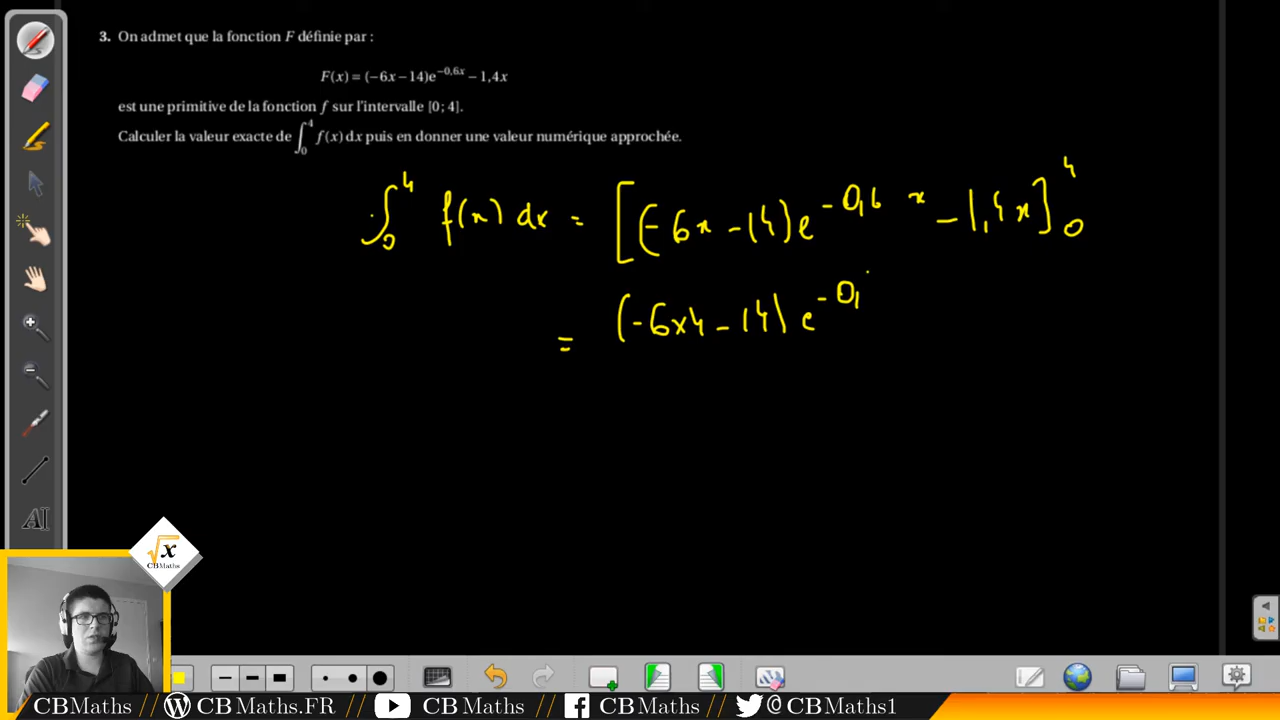 3. On admet que la fonction F définie par :
F(x) = (−6x−14)e^{−0,6x} − 1,4x
est une primitive de la fonction f sur l'intervalle [0; 4].
Calculer la valeur exacte de ∫_0^4 f(x) dx puis en donner une valeur numérique approchée.
∫_0^4 f(x) dx = [(-6x - 14) e^{-0,6 x} - 1,4x]_0^4
= (-6x4 - 14) e^{-0,
AI
√x
CBMaths
CBMaths CBMaths.FR CBMaths CBMaths @CBMaths1